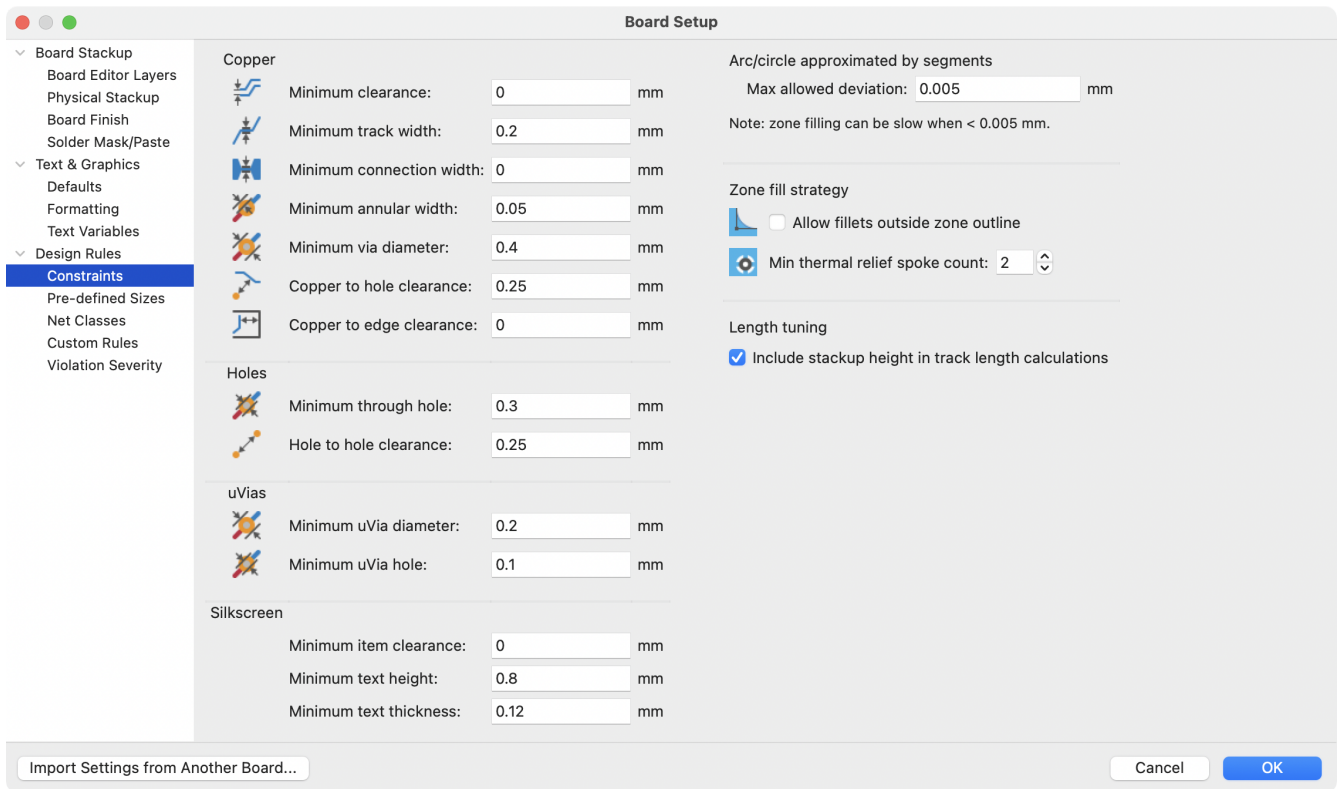 Board Setup
Board Stackup
Board Editor Layers
Physical Stackup
Board Finish
Solder Mask/Paste
Text & Graphics
Defaults
Formatting
Text Variables
Design Rules
Constraints
Pre-defined Sizes
Net Classes
Custom Rules
Violation Severity
Copper
Minimum clearance: 0 mm
Minimum track width: 0.2 mm
Minimum connection width: 0 mm
Minimum annular width: 0.05 mm
Minimum via diameter: 0.4 mm
Copper to hole clearance: 0.25 mm
Copper to edge clearance: 0 mm
Holes
Minimum through hole: 0.3 mm
Hole to hole clearance: 0.25 mm
uVias
Minimum uVia diameter: 0.2 mm
Minimum uVia hole: 0.1 mm
Silkscreen
Minimum item clearance: 0 mm
Minimum text height: 0.8 mm
Minimum text thickness: 0.12 mm
Arc/circle approximated by segments
Max allowed deviation: 0.005 mm
Note: zone filling can be slow when < 0.005 mm.
Zone fill strategy
Allow fillets outside zone outline
Min thermal relief spoke count: 2
Length tuning
Include stackup height in track length calculations
Import Settings from Another Board...
Cancel
OK